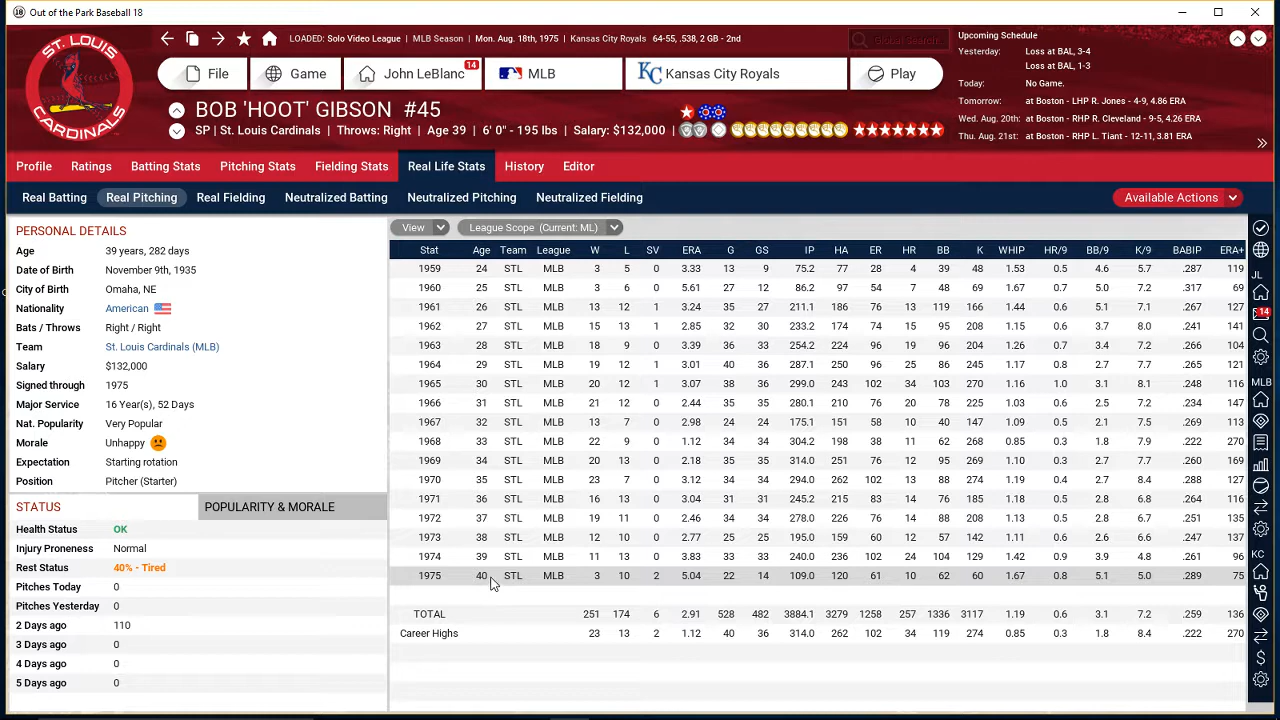 Out of the Park Baseball 18
LOADED: Solo Video League | MLB Season | Mon. Aug. 18th, 1975 | Kansas City Royals 64-55, .538, 2 GB - 2nd
Global Search...
Upcoming Schedule
Yesterday: Loss at BAL, 3-4
Loss at BAL, 1-3
Today: No Game.
Tomorrow: at Boston - LHP R. Jones - 4-9, 4.86 ERA
Wed. Aug. 20th: at Boston - RHP R. Cleveland - 9-5, 4.26 ERA
Thu. Aug. 21st: at Boston - RHP L. Tiant - 12-11, 3.81 ERA
ST. LOUIS
CARDINALS
File Game John LeBlanc 14 MLB KC Kansas City Royals Play
BOB 'HOOT' GIBSON #45
SP | St. Louis Cardinals | Throws: Right | Age 39 | 6' 0" - 195 lbs | Salary: $132,000
Profile Ratings Batting Stats Pitching Stats Fielding Stats Real Life Stats History Editor
Real Batting Real Pitching Real Fielding Neutralized Batting Neutralized Pitching Neutralized Fielding Available Actions
PERSONAL DETAILS
Age 39 years, 282 days
Date of Birth November 9th, 1935
City of Birth Omaha, NE
Nationality American
Bats / Throws Right / Right
Team St. Louis Cardinals (MLB)
Salary $132,000
Signed through 1975
Major Service 16 Year(s), 52 Days
Nat. Popularity Very Popular
Morale Unhappy
Expectation Starting rotation
Position Pitcher (Starter)
STATUS POPULARITY & MORALE
Health Status OK
Injury Proneness Normal
Rest Status 40% - Tired
Pitches Today 0
Pitches Yesterday 0
2 Days ago 110
3 Days ago 0
4 Days ago 0
5 Days ago 0
View League Scope (Current: ML)
Stat Age Team League W L SV ERA G GS IP HA ER HR BB K WHIP HR/9 BB/9 K/9 BABIP ERA+
1959 24 STL MLB 3 5 0 3.33 13 9 75.2 77 28 4 39 48 1.53 0.5 4.6 5.7 .287 119
1960 25 STL MLB 3 6 0 5.61 27 12 86.2 97 54 7 48 69 1.67 0.7 5.0 7.2 .317 69
1961 26 STL MLB 13 12 1 3.24 35 27 211.1 186 76 13 119 166 1.44 0.6 5.1 7.1 .267 127
1962 27 STL MLB 15 13 1 2.85 32 30 233.2 174 74 15 95 208 1.15 0.6 3.7 8.0 .241 141
1963 28 STL MLB 18 9 0 3.39 36 33 254.2 224 96 19 96 204 1.26 0.7 3.4 7.2 .266 104
1964 29 STL MLB 19 12 1 3.01 40 36 287.1 250 96 25 86 245 1.17 0.8 2.7 7.7 .265 121
1965 30 STL MLB 20 12 1 3.07 38 36 299.0 243 102 34 103 270 1.16 1.0 3.1 8.1 .248 116
1966 31 STL MLB 21 12 0 2.44 35 35 280.1 210 76 20 78 225 1.03 0.6 2.5 7.2 .234 147
1967 32 STL MLB 13 7 0 2.98 24 24 175.1 151 58 10 40 147 1.09 0.5 2.1 7.5 .269 113
1968 33 STL MLB 22 9 0 1.12 34 34 304.2 198 38 11 62 268 0.85 0.3 1.8 7.9 .222 270
1969 34 STL MLB 20 13 0 2.18 35 35 314.0 251 76 12 95 269 1.10 0.3 2.7 7.7 .260 169
1970 35 STL MLB 23 7 0 3.12 34 34 294.0 262 102 13 88 274 1.19 0.4 2.7 8.4 .288 127
1971 36 STL MLB 16 13 0 3.04 31 31 245.2 215 83 14 76 185 1.18 0.5 2.8 6.8 .264 116
1972 37 STL MLB 19 11 0 2.46 34 34 278.0 226 76 14 88 208 1.13 0.5 2.8 6.7 .251 135
1973 38 STL MLB 12 10 0 2.77 25 25 195.0 159 60 12 57 142 1.11 0.6 2.6 6.6 .247 137
1974 39 STL MLB 11 13 0 3.83 33 33 240.0 236 102 24 104 129 1.42 0.9 3.9 4.8 .261 96
1975 40 STL MLB 3 10 2 5.04 22 14 109.0 120 61 10 62 60 1.67 0.8 5.1 5.0 .289 75
TOTAL 251 174 6 2.91 528 482 3884.1 3279 1258 257 1336 3117 1.19 0.6 3.1 7.2 .259 136
Career Highs 23 13 2 1.12 40 36 314.0 262 102 34 119 274 0.85 0.3 1.8 8.4 .222 270
JL
14
MLB
KC